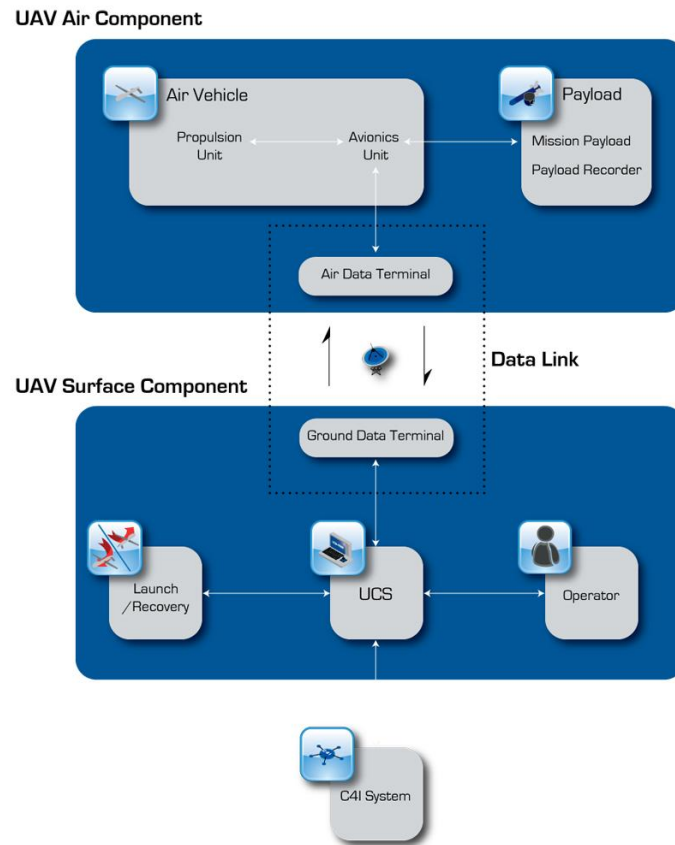 UAV Air Component
Air Vehicle
Payload
Propulsion
Unit
Avionics
Unit
Mission Payload
Payload Recorder
Air Data Terminal
Data Link
UAV Surface Component
Ground Data Terminal
Launch
/Recovery
UCS
Operator
C4I System